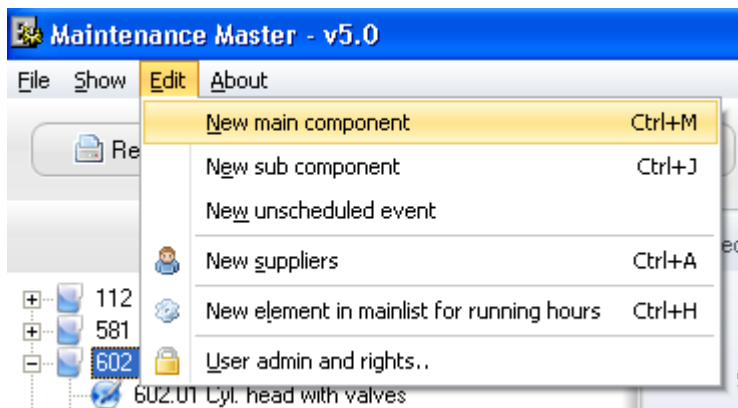 Maintenance Master - v5.0
File Show Edit About
New main component Ctrl+M
Re
New sub component Ctrl+J
New unscheduled event
New suppliers Ctrl+A
112
New element in mainlist for running hours Ctrl+H
581
602
User admin and rights..
602.01 Cyl. head with valves